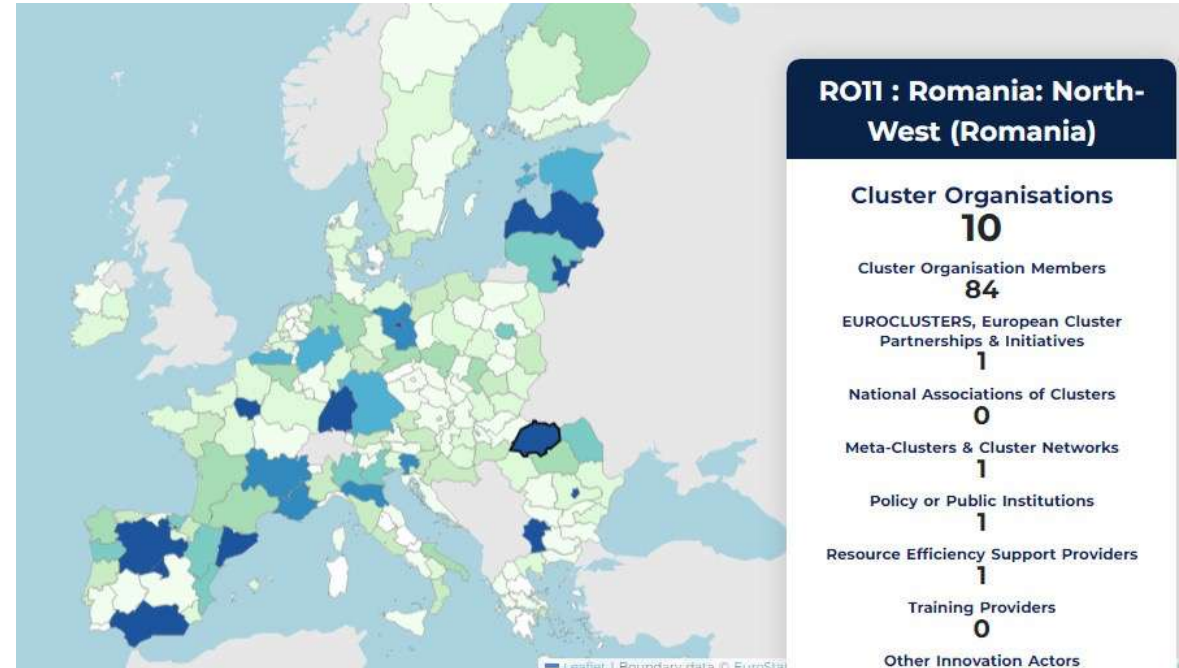 RO11 : Romania: North-
West (Romania)
Cluster Organisations
10
Cluster Organisation Members
84
EUROCLUSTERS, European Cluster
Partnerships & Initiatives
1
National Associations of Clusters
0
Meta-Clusters & Cluster Networks
1
Policy or Public Institutions
1
Resource Efficiency Support Providers
1
Training Providers
0
Other Innovation Actors
Leaflet | Boundary data © EuroStat